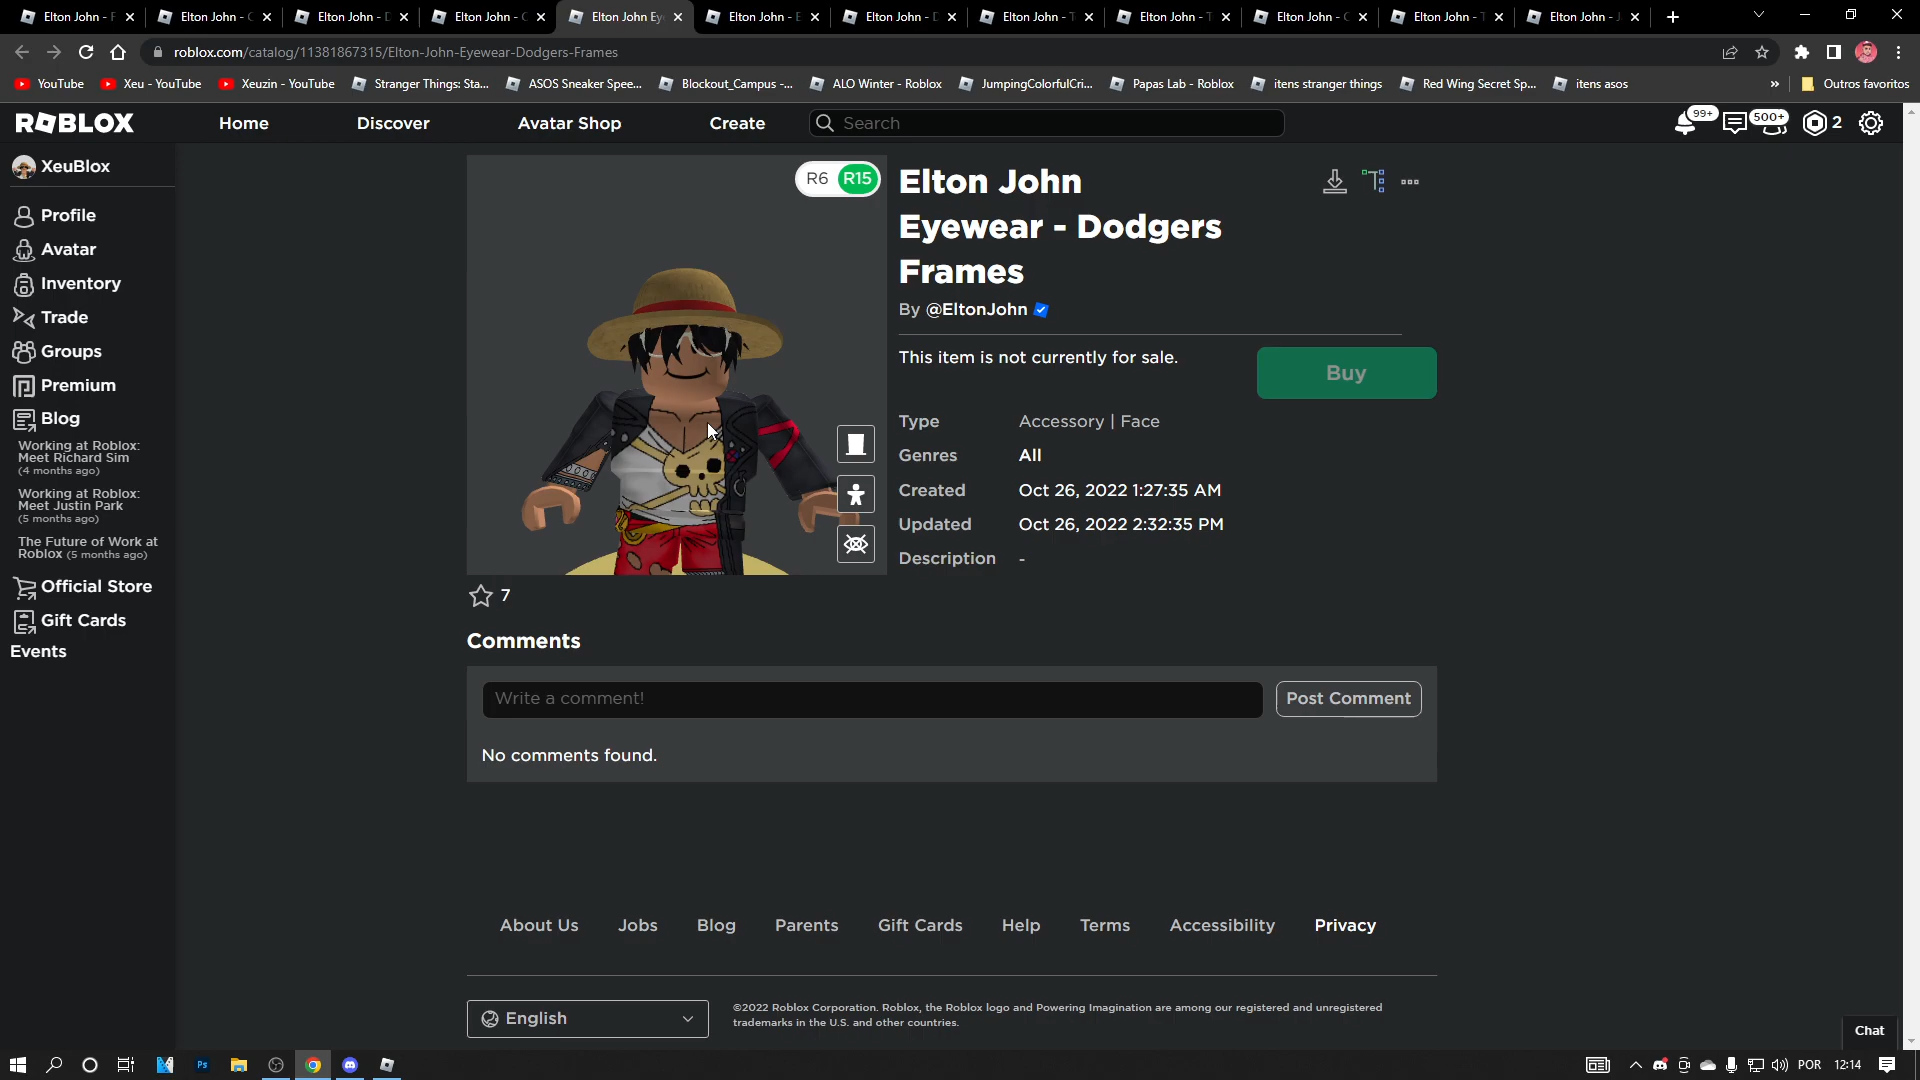 Elton John - F
Elton John - C
Elton John - D
Elton John - C
Elton John Ey
Elton John - E
Elton John - D
Elton John - T
Elton John - T
Elton John - C
Elton John - T
Elton John - J
roblox.com/catalog/11381867315/Elton-John-Eyewear-Dodgers-Frames
YouTube
Xeu - YouTube
Xeuzin - YouTube
Stranger Things: Sta...
ASOS Sneaker Spee...
Blockout_Campus -...
ALO Winter - Roblox
JumpingColorfulCri...
Papas Lab - Roblox
itens stranger things
Red Wing Secret Sp...
itens asos
»
Outros favoritos
ROBLOX
Home
Discover
Avatar Shop
Create
Search
99+
500+
2
XeuBlox
Profile
Avatar
Inventory
Trade
Groups
Premium
Blog
Working at Roblox:
Meet Richard Sim
(4 months ago)
Working at Roblox:
Meet Justin Park
(5 months ago)
The Future of Work at
Roblox (5 months ago)
Official Store
Gift Cards
Events
R6 R15
Elton John
Eyewear - Dodgers
Frames
By @EltonJohn
This item is not currently for sale.
Buy
Type Accessory | Face
Genres All
Created Oct 26, 2022 1:27:35 AM
Updated Oct 26, 2022 2:32:35 PM
Description -
7
Comments
Write a comment!
Post Comment
No comments found.
About Us
Jobs
Blog
Parents
Gift Cards
Help
Terms
Accessibility
Privacy
English
©2022 Roblox Corporation. Roblox, the Roblox logo and Powering Imagination are among our registered and unregistered
trademarks in the U.S. and other countries.
Chat
Ps
POR
12:14